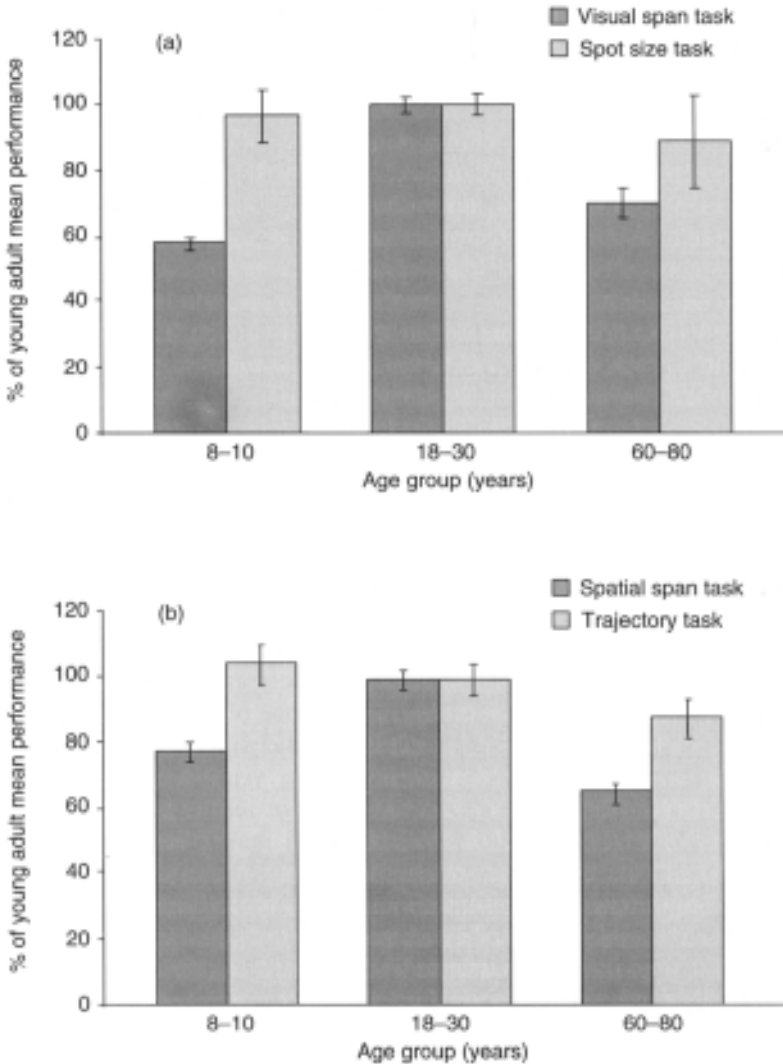 Visual span task
Spot size task
(a)
120
100
80
60
40
20
0
% of young adult mean performance
8–10
18–30
60–80
Age group (years)
Spatial span task
Trajectory task
(b)
120
100
80
60
40
20
0
% of young adult mean performance
8–10
18–30
60–80
Age group (years)